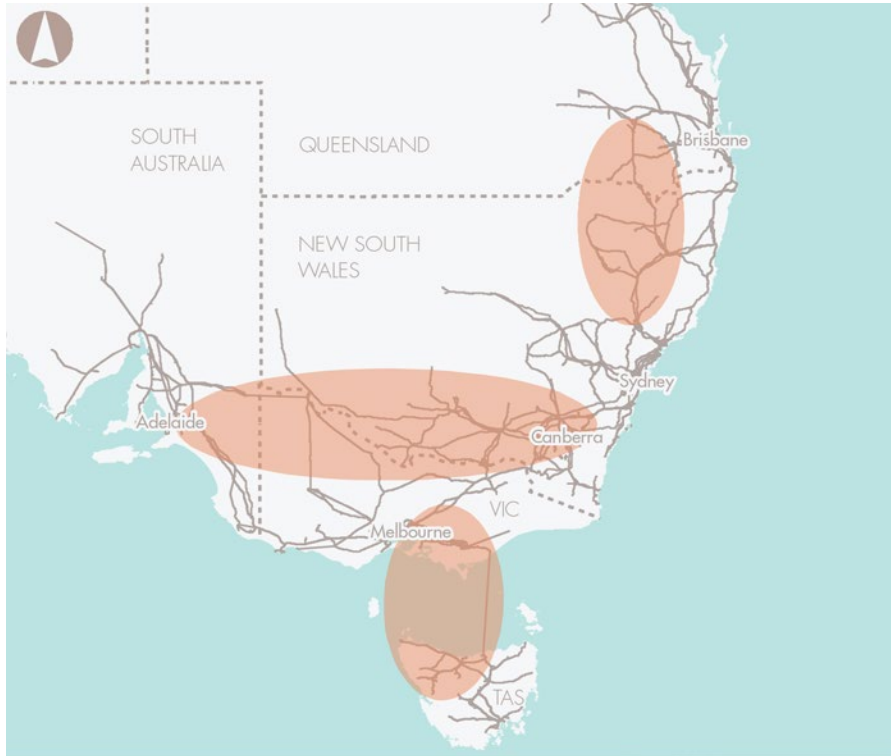 SOUTH
AUSTRALIA
QUEENSLAND
Brisbane
NEW SOUTH
WALES
Sydney
Adelaide
Canberra
VIC
Melbourne
TAS